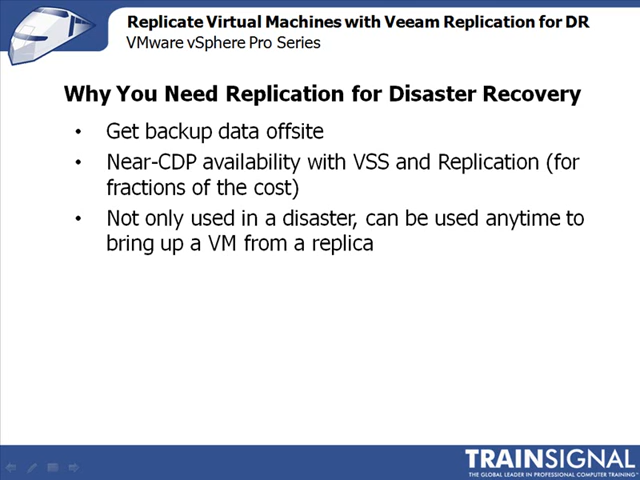 Replicate Virtual Machines with Veeam Replication for DR
VMware vSphere Pro Series
Why You Need Replication for Disaster Recovery
• Get backup data offsite
• Near-CDP availability with VSS and Replication (for
fractions of the cost)
• Not only used in a disaster, can be used anytime to
bring up a VM from a replica
TRAINSIGNAL
THE GLOBAL LEADER IN PROFESSIONAL COMPUTER TRAINING™